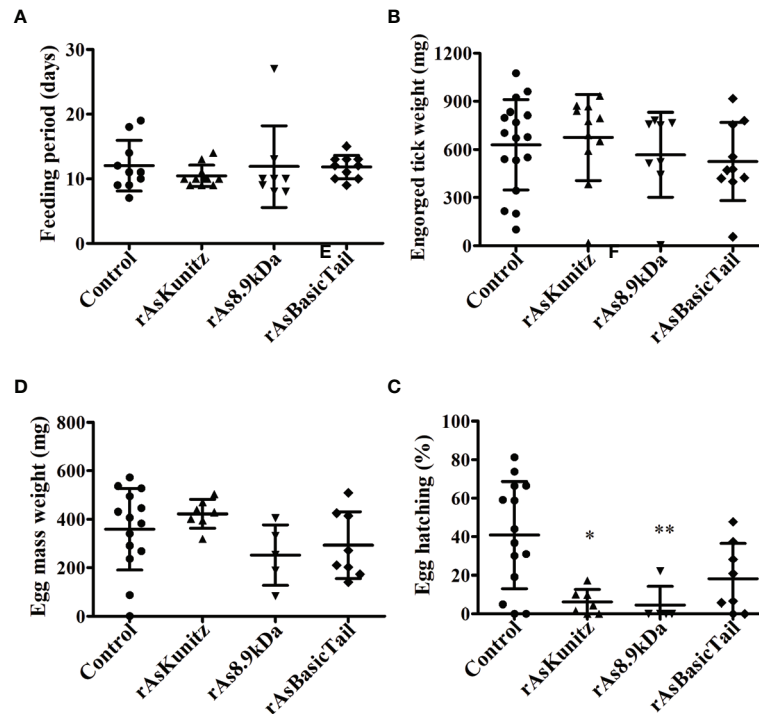 A
Feeding period (days)
30
20
10
0
Control
rAsKunitz
rAs8.9kDa
rAsBasicTail
E
B
Engorged tick weight (mg)
1200
900
600
300
0
Control
rAsKunitz
rAs8.9kDa
rAsBasicTail
F
D
Egg mass weight (mg)
800
600
400
200
0
Control
rAsKunitz
rAs8.9kDa
rAsBasicTail
C
Egg hatching (%)
100
80
60
40
20
0
*
**
Control
rAsKunitz
rAs8.9kDa
rAsBasicTail